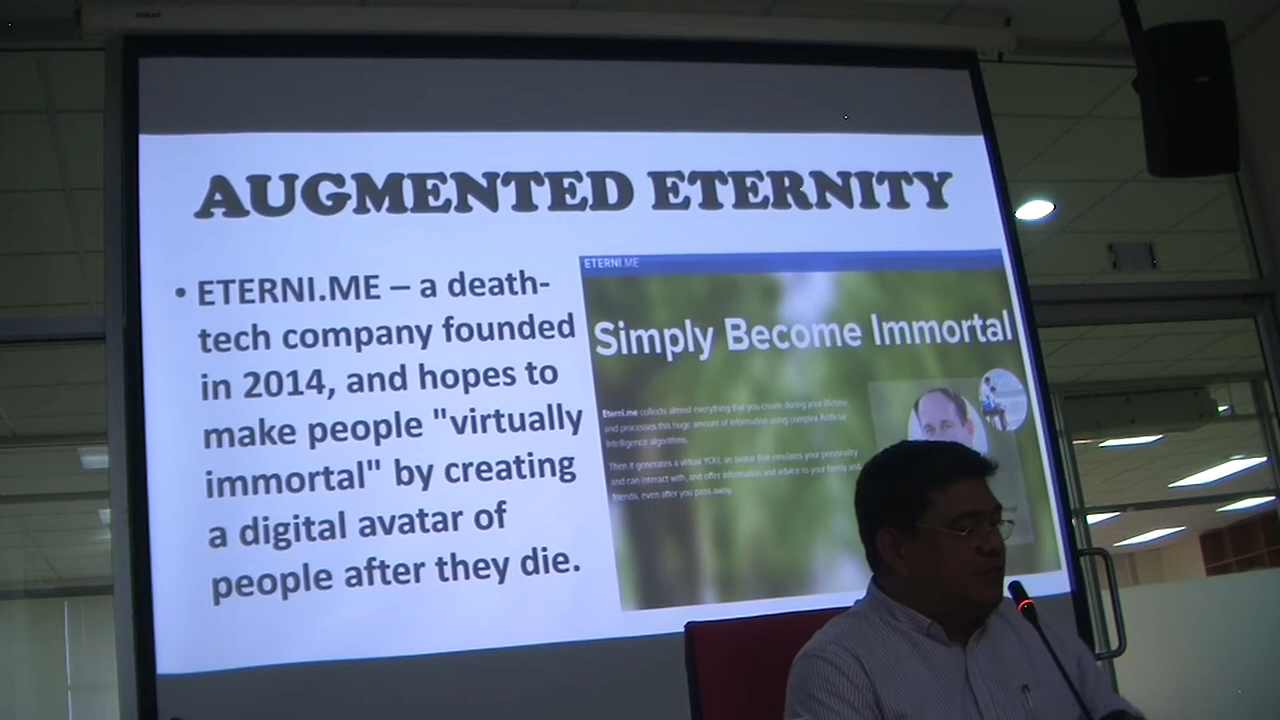 AUGMENTED ETERNITY
• ETERNI.ME – a death-
tech company founded
in 2014, and hopes to
make people "virtually
immortal" by creating
a digital avatar of
people after they die.
ETERNI.ME
Simply Become Immortal
Eterni.me collects almost everything that you create during your lifetime,
and processes this huge amount of information using complex Artificial
Intelligence algorithms.
Then it generates a virtual YOU, an avatar that emulates your personality
and can interact with, and offer information and advice to your family and
friends, even after you pass away.